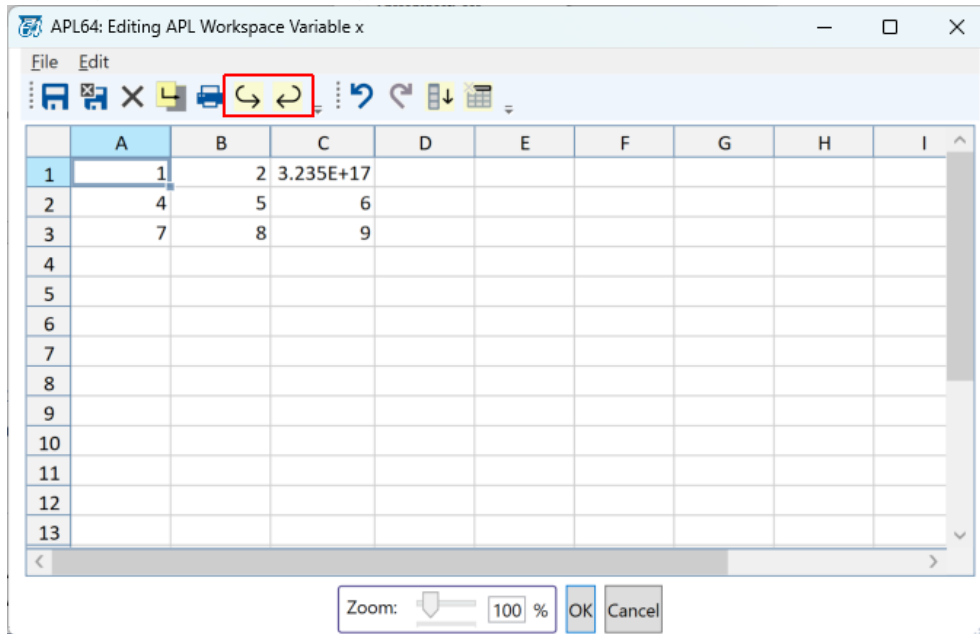 APL64: Editing APL Workspace Variable x
File Edit
A B C D E F G H I
1 1 2 3.235E+17
2 4 5 6
3 7 8 9
4
5
6
7
8
9
10
11
12
13
Zoom: 100 % OK Cancel